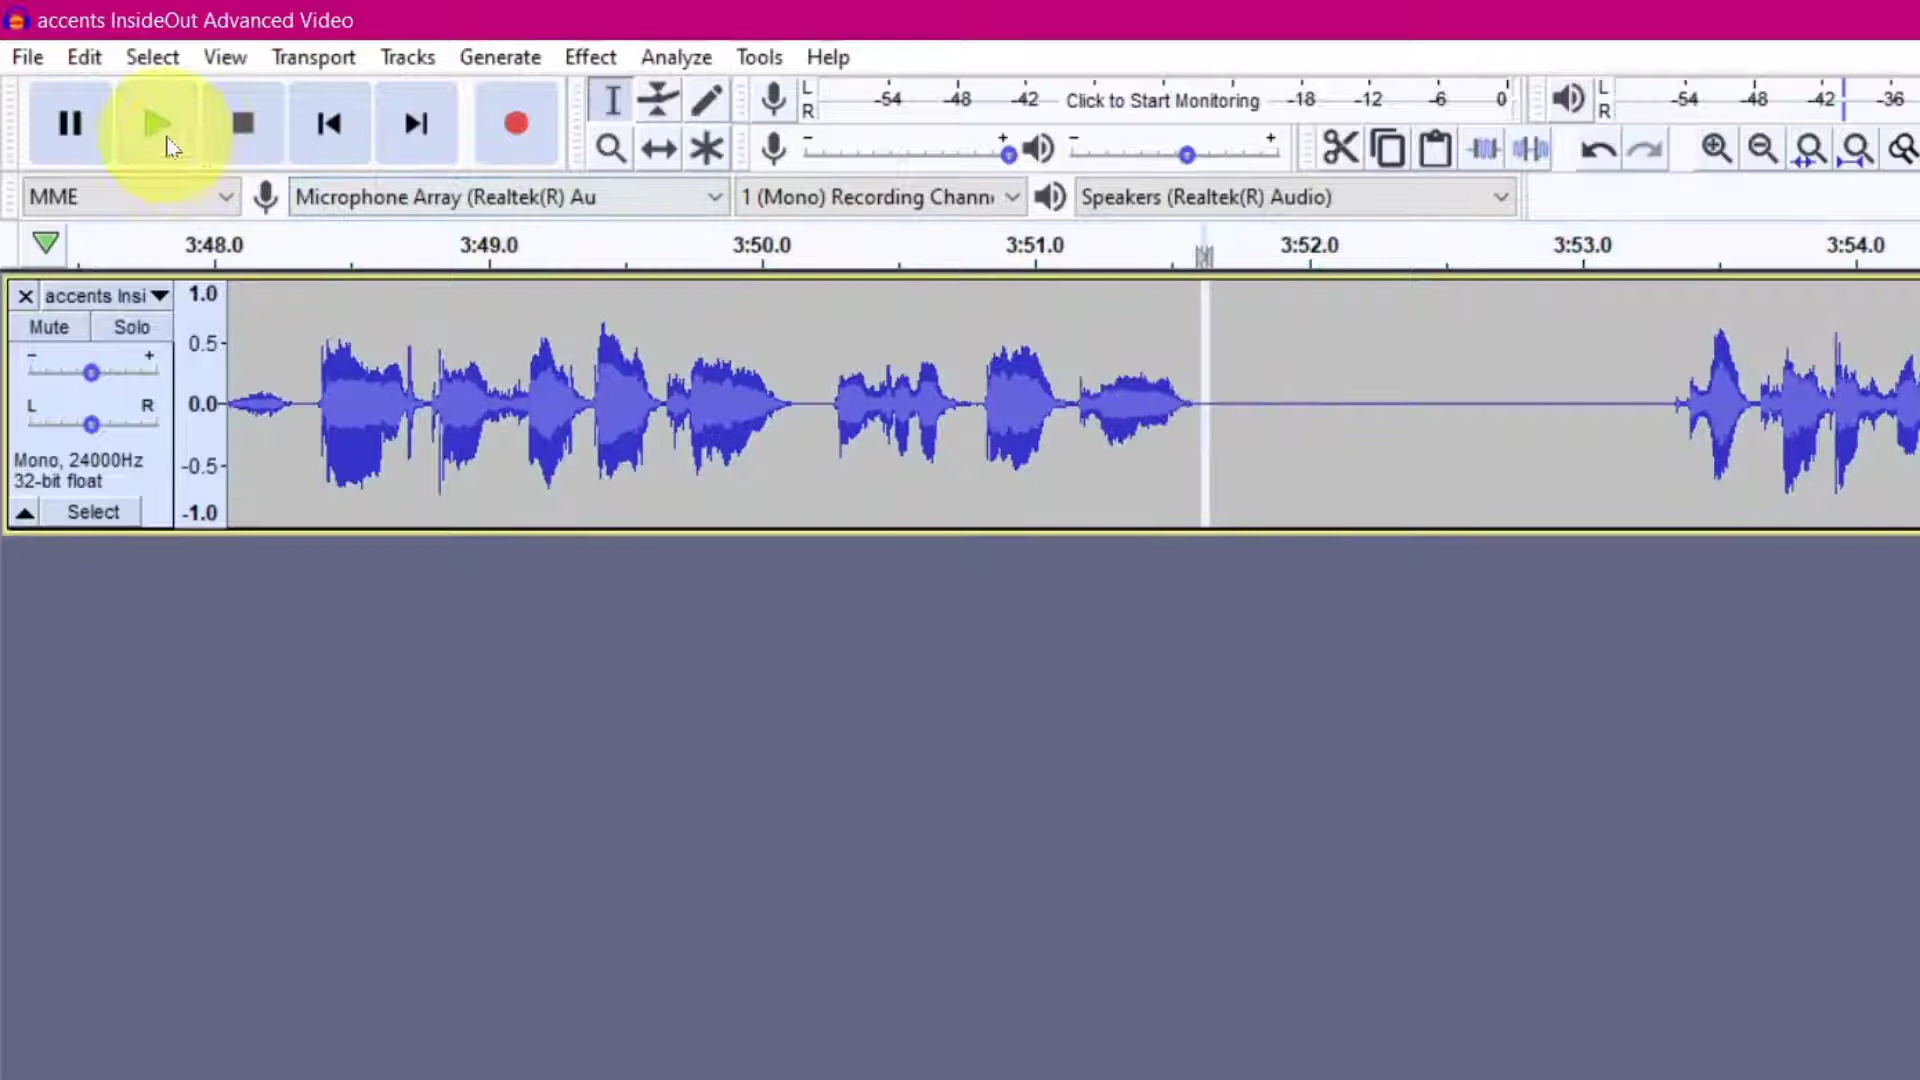 accents InsideOut Advanced Video
File Edit Select View Transport Tracks Generate Effect Analyze Tools Help
L
R
-54 -48 -42 Click to Start Monitoring -18 -12 -6 0
L
R
-54 -48 -42 -36
- + - +
MME Microphone Array (Realtek(R) Au 1 (Mono) Recording Chann Speakers (Realtek(R) Audio)
3:48.0 3:49.0 3:50.0 3:51.0 3:52.0 3:53.0 3:54.0
accents Insi 1.0
Mute Solo
0.5
- +
L R 0.0
Mono, 24000Hz
-0.5
32-bit float
Select -1.0